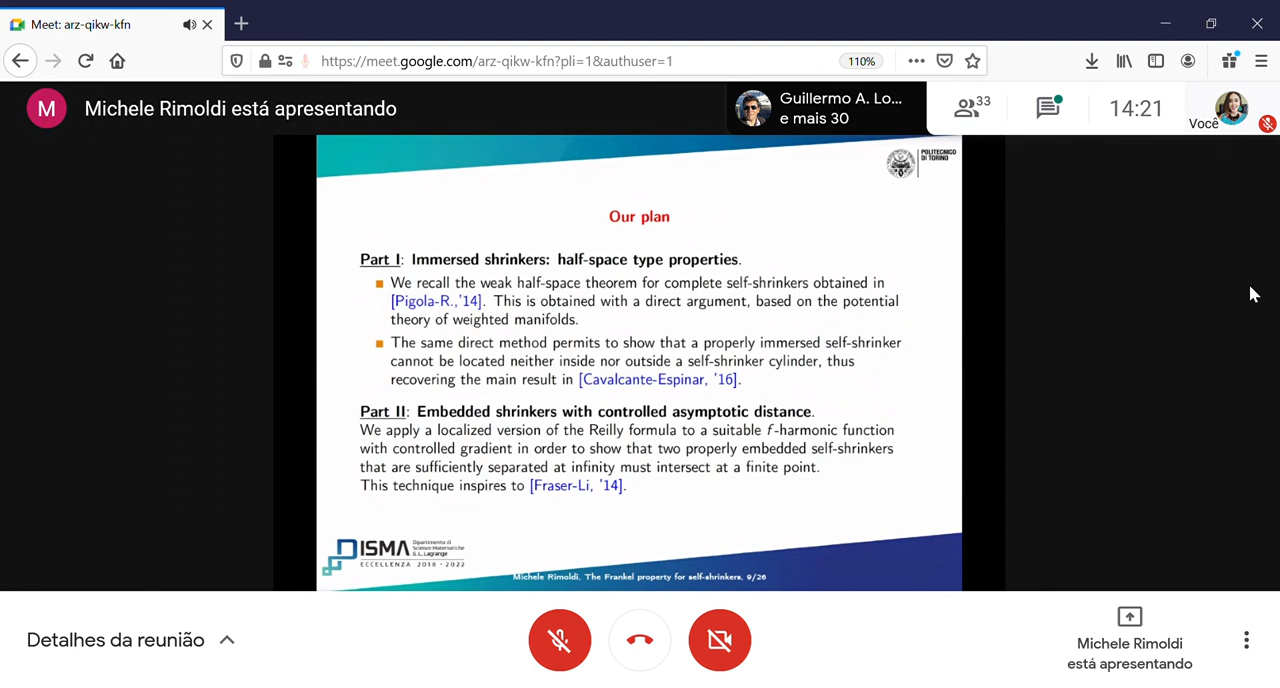 Meet: arz-qikw-kfn
https://meet.google.com/arz-qikw-kfn?pli=1&authuser=1
110%
M
Michele Rimoldi está apresentando
Guillermo A. Lo...
e mais 30
33
14:21
Você
POLITECNICO
DI TORINO
Our plan
Part I: Immersed shrinkers: half-space type properties.
We recall the weak half-space theorem for complete self-shrinkers obtained in
[Pigola-R.,'14]. This is obtained with a direct argument, based on the potential
theory of weighted manifolds.
The same direct method permits to show that a properly immersed self-shrinker
cannot be located neither inside nor outside a self-shrinker cylinder, thus
recovering the main result in [Cavalcante-Espinar, '16].
Part II: Embedded shrinkers with controlled asymptotic distance.
We apply a localized version of the Reilly formula to a suitable f-harmonic function
with controlled gradient in order to show that two properly embedded self-shrinkers
that are sufficiently separated at infinity must intersect at a finite point.
This technique inspires to [Fraser-Li, '14].
DISMA
Dipartimento di
Scienze Matematiche
G. L. Lagrange
ECCELLENZA 2018 · 2022
Michele Rimoldi, The Frankel property for self-shrinkers, 9/26
Detalhes da reunião
Michele Rimoldi
está apresentando